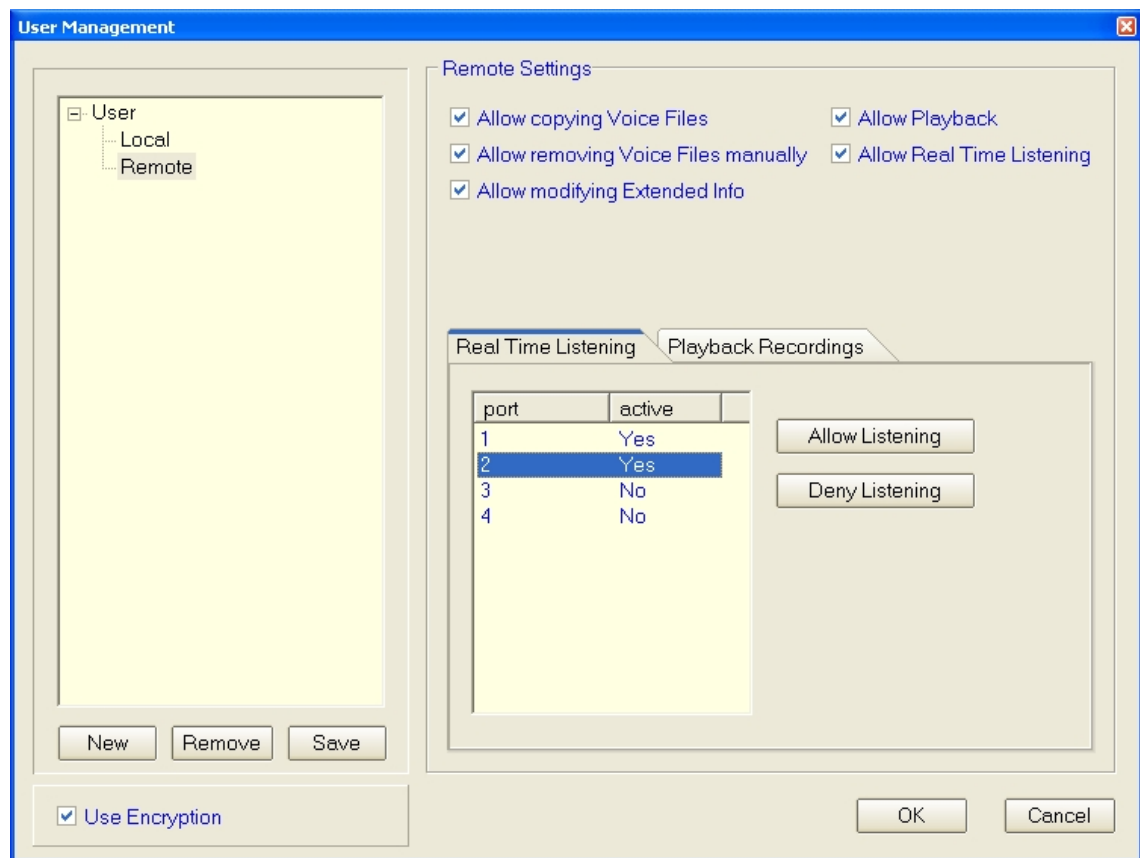 User Management
User
Local
Remote
New Remove Save
Use Encryption
Remote Settings
Allow copying Voice Files Allow Playback
Allow removing Voice Files manually Allow Real Time Listening
Allow modifying Extended Info
Real Time Listening Playback Recordings
port active
1 Yes
2 Yes
3 No
4 No
Allow Listening
Deny Listening
OK Cancel